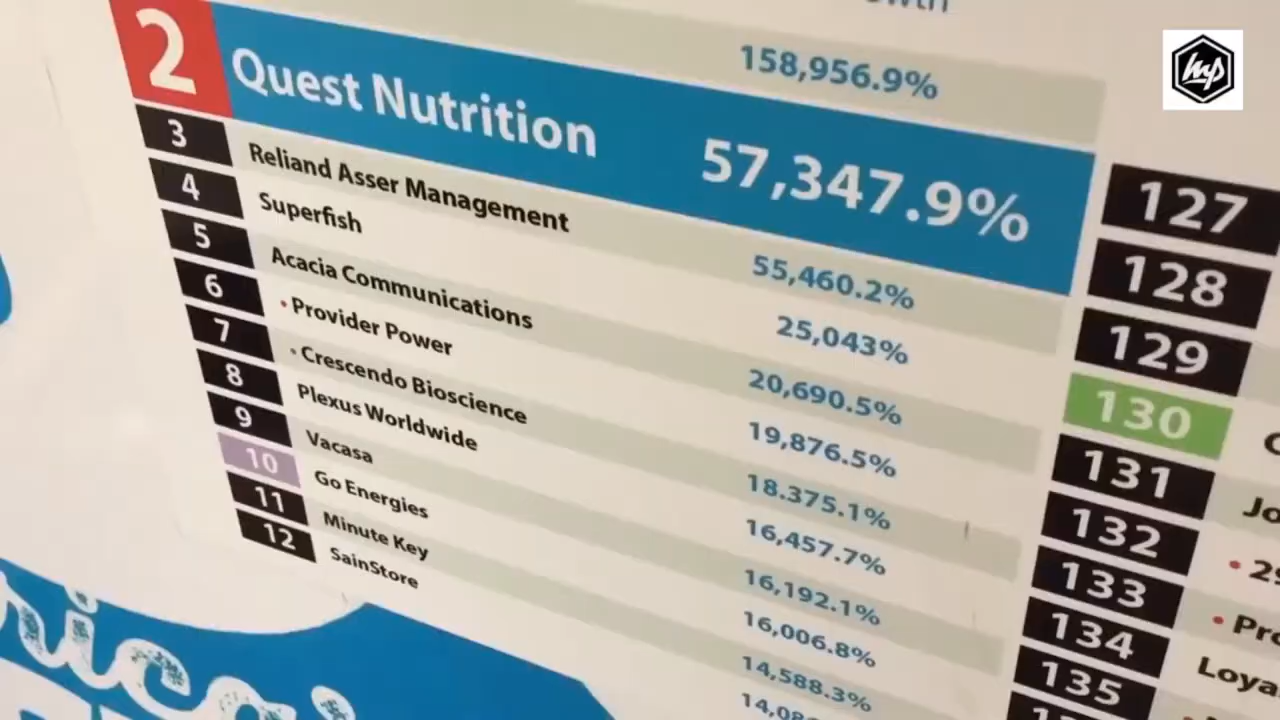 158,956.9%
2 Quest Nutrition 57,347.9%
3 Reliand Asser Management 55,460.2%
4 Superfish 25,043%
5 Acacia Communications 20,690.5%
6 • Provider Power 19,876.5%
7 • Crescendo Bioscience 18.375.1%
8 Plexus Worldwide 16,457.7%
9 Vacasa 16,192.1%
10 Go Energies 16,006.8%
11 Minute Key 14,588.3%
12 SainStore
127
128
129
130
131
132
133
134
135